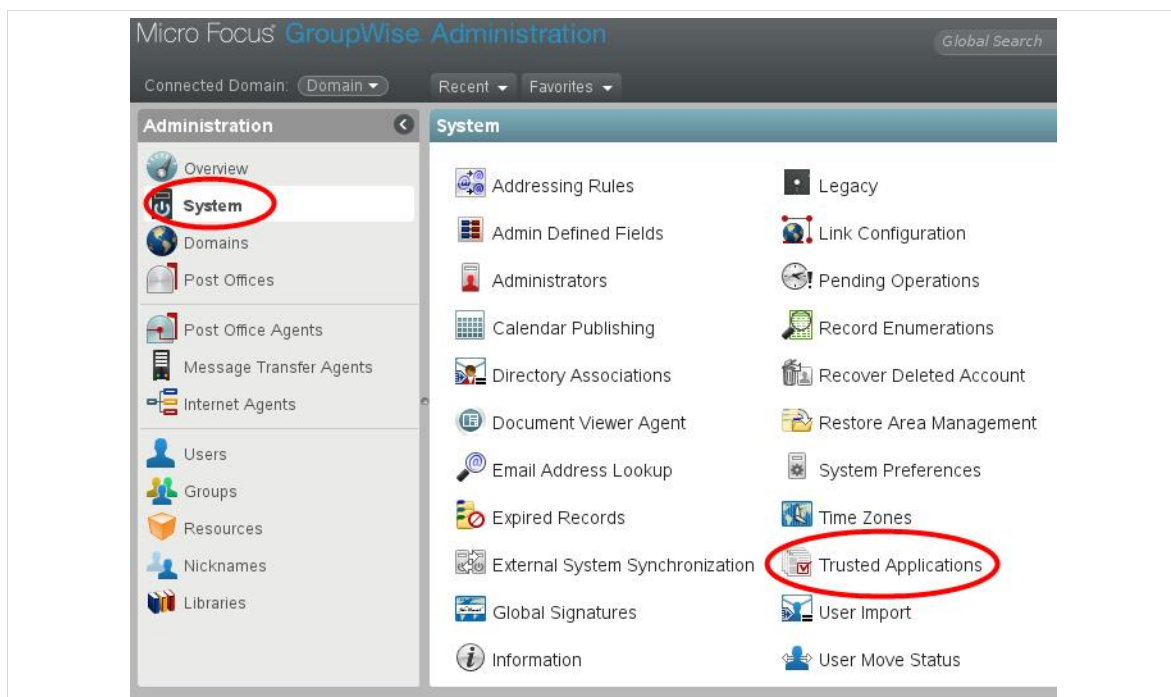 Micro Focus GroupWise Administration
Global Search
Connected Domain: Domain
Recent
Favorites
Administration
Overview
System
Domains
Post Offices
Post Office Agents
Message Transfer Agents
Internet Agents
Users
Groups
Resources
Nicknames
Libraries
System
Addressing Rules
Admin Defined Fields
Administrators
Calendar Publishing
Directory Associations
Document Viewer Agent
Email Address Lookup
Expired Records
External System Synchronization
Global Signatures
Information
Legacy
Link Configuration
Pending Operations
Record Enumerations
Recover Deleted Account
Restore Area Management
System Preferences
Time Zones
Trusted Applications
User Import
User Move Status